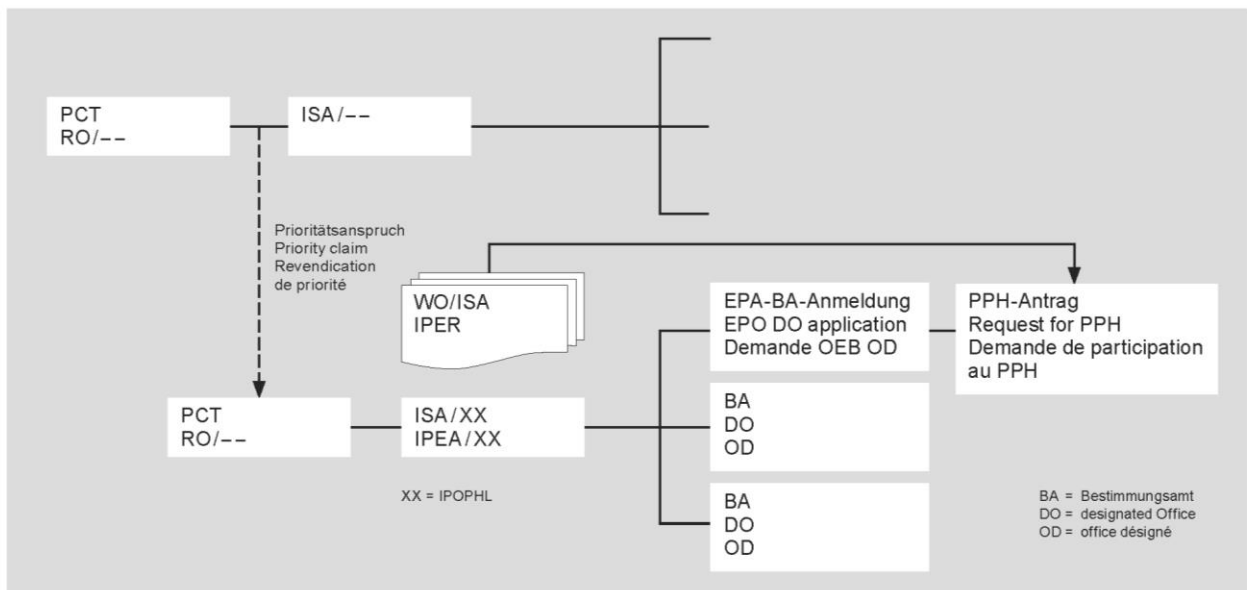 PCT
RO/––
ISA/––
Prioritätsanspruch
Priority claim
Revendication
de priorité
WO/ISA
IPER
EPA-BA-Anmeldung
EPO DO application
Demande OEB OD
PPH-Antrag
Request for PPH
Demande de participation
au PPH
PCT
RO/––
ISA/XX
IPEA/XX
BA
DO
OD
XX = IPOPHL
BA
DO
OD
BA = Bestimmungsamt
DO = designated Office
OD = office désigné